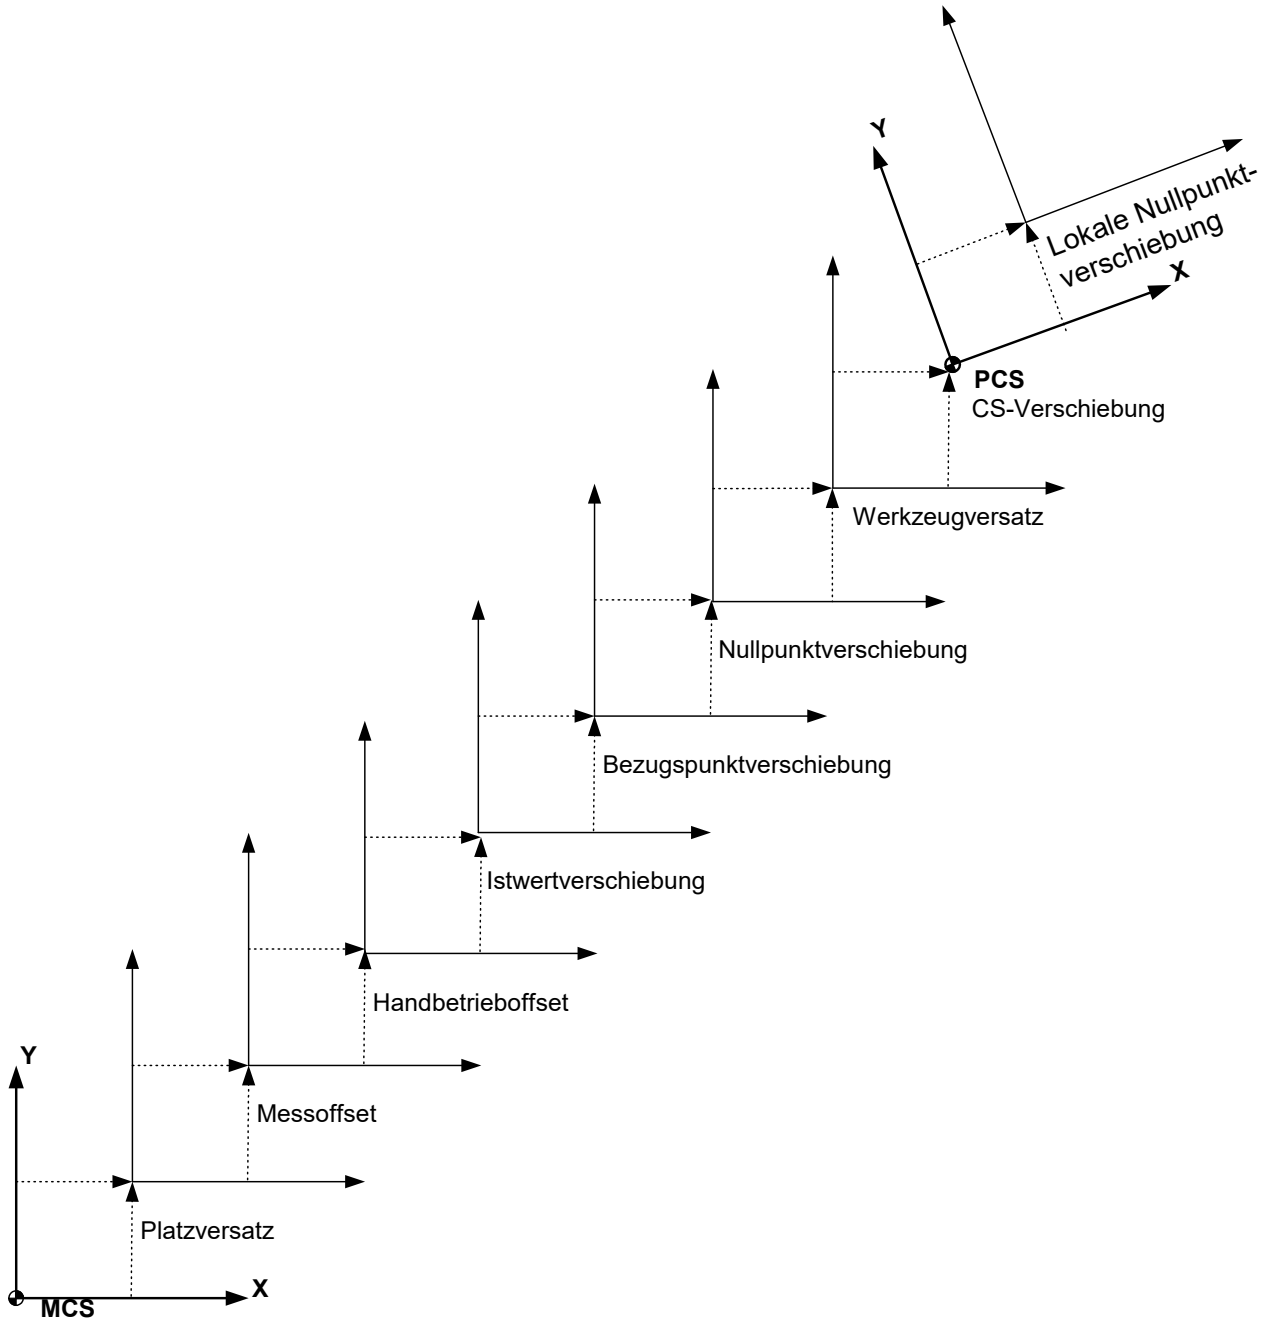 Y
Lokale Nullpunkt-
verschiebung
X
PCS
CS-Verschiebung
Werkzeugversatz
Nullpunktverschiebung
Bezugspunktverschiebung
Istwertverschiebung
Handbetrieboffset
Y
Messoffset
Platzversatz
X
MCS